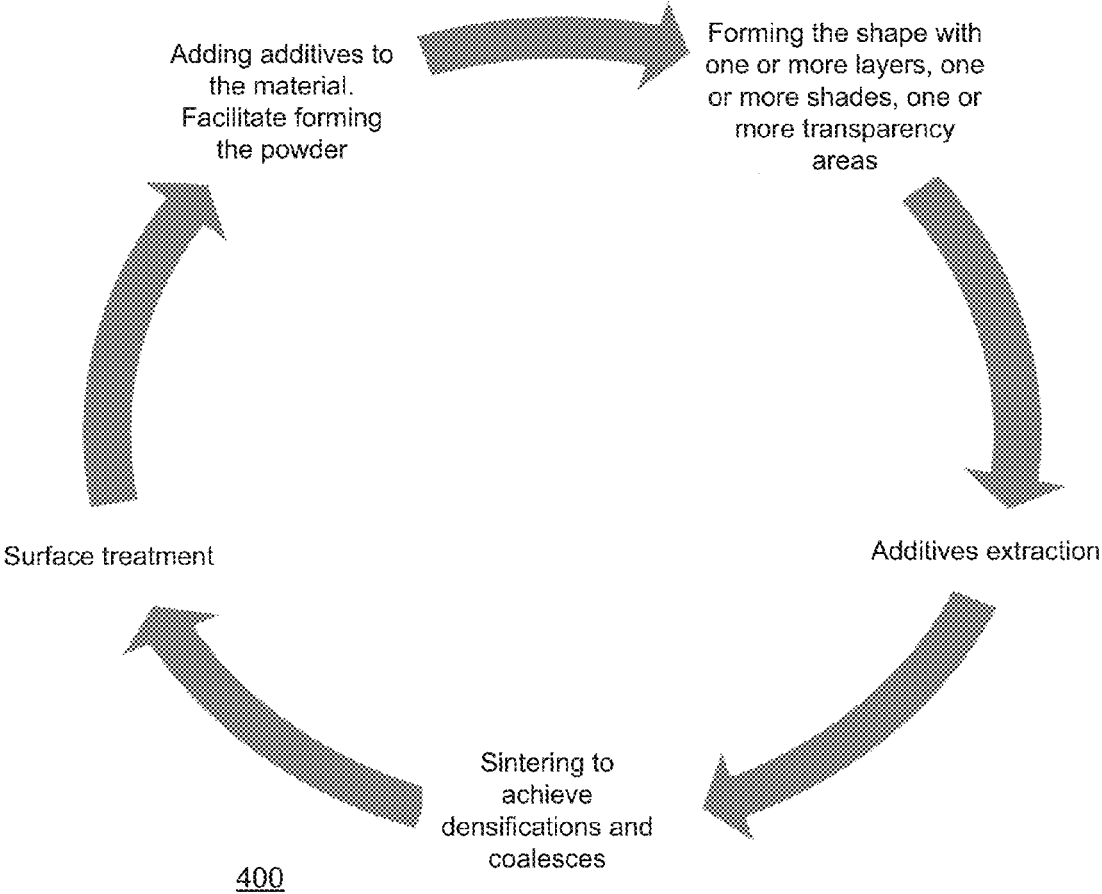 Adding additives to
the material.
Facilitate forming
the powder
Forming the shape with
one or more layers, one
or more shades, one or
more transparency
areas
Additives extraction
Sintering to
achieve
densifications and
coalesces
Surface treatment
400